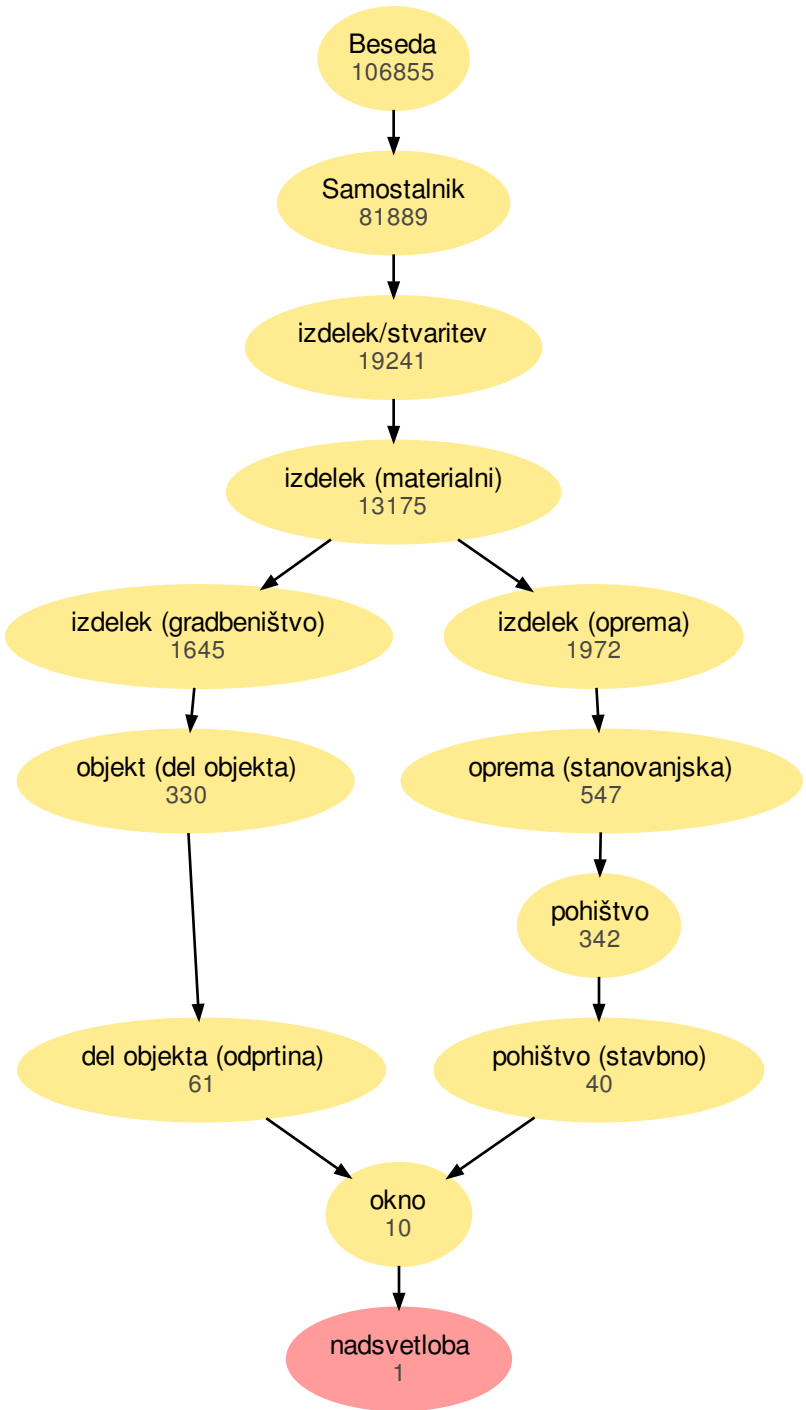 Beseda
106855
Samostalnik
81889
izdelek/stvaritev
19241
izdelek (materialni)
13175
izdelek (gradbeništvo)
1645
izdelek (oprema)
1972
objekt (del objekta)
330
oprema (stanovanjska)
547
pohištvo
342
del objekta (odprtina)
61
pohištvo (stavbno)
40
okno
10
nadsvetloba
1